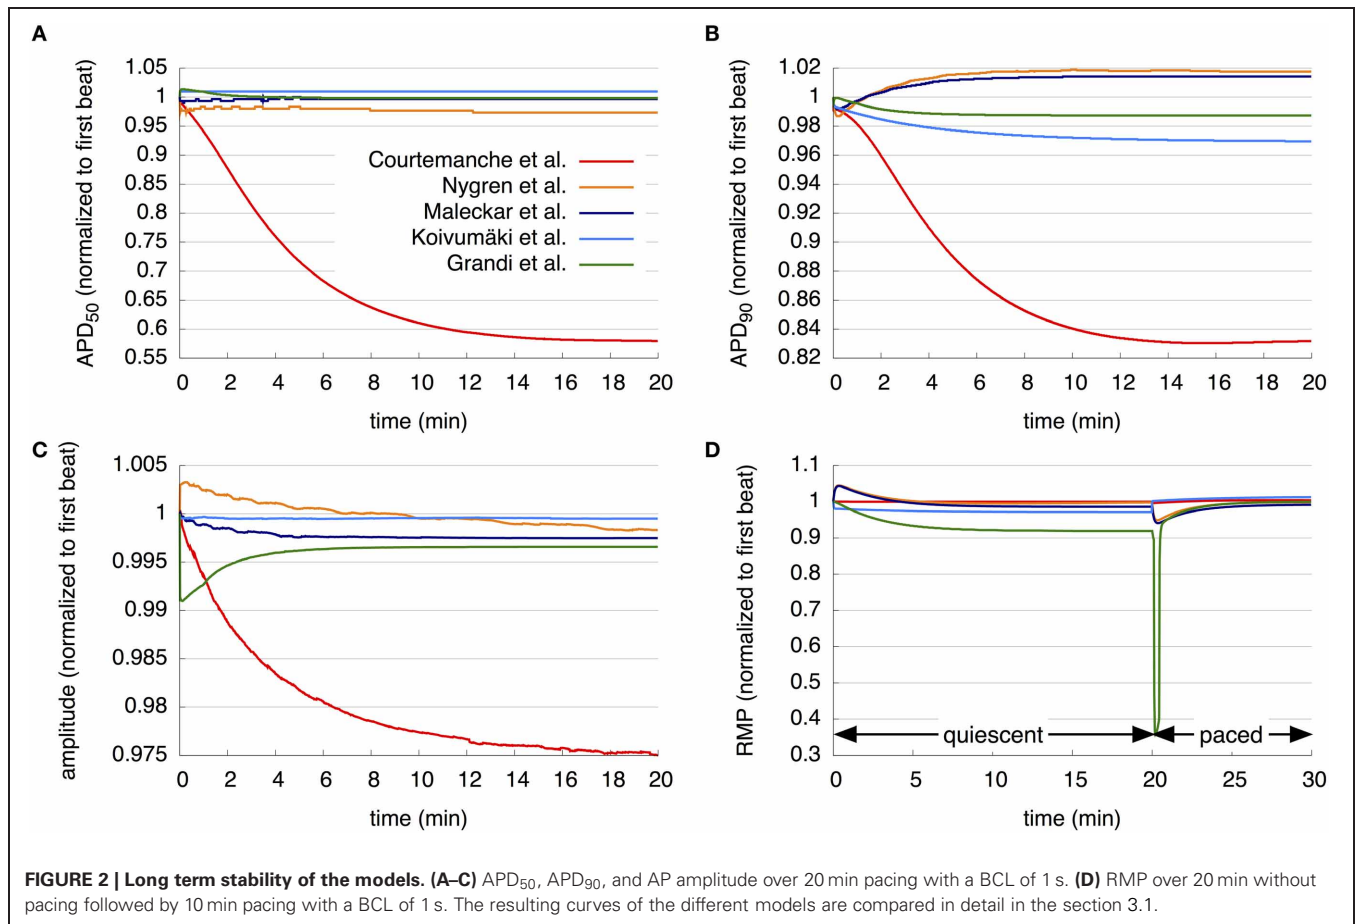 A
APD50 (normalized to first beat)
1.05
1
0.95
0.9
0.85
0.8
0.75
0.7
0.65
0.6
0.55
0 2 4 6 8 10 12 14 16 18 20
time (min)
Courtemanche et al.
Nygren et al.
Maleckar et al.
Koivumäki et al.
Grandi et al.
B
APD90 (normalized to first beat)
1.02
1
0.98
0.96
0.94
0.92
0.9
0.88
0.86
0.84
0.82
0 2 4 6 8 10 12 14 16 18 20
time (min)
C
amplitude (normalized to first beat)
1.005
1
0.995
0.99
0.985
0.98
0.975
0 2 4 6 8 10 12 14 16 18 20
time (min)
D
RMP (normalized to first beat)
1.1
1
0.9
0.8
0.7
0.6
0.5
0.4
0.3
quiescent paced
0 5 10 15 20 25 30
time (min)
FIGURE 2 | Long term stability of the models. (A–C) APD50, APD90, and AP amplitude over 20 min pacing with a BCL of 1 s. (D) RMP over 20 min without
pacing followed by 10 min pacing with a BCL of 1 s. The resulting curves of the different models are compared in detail in the section 3.1.